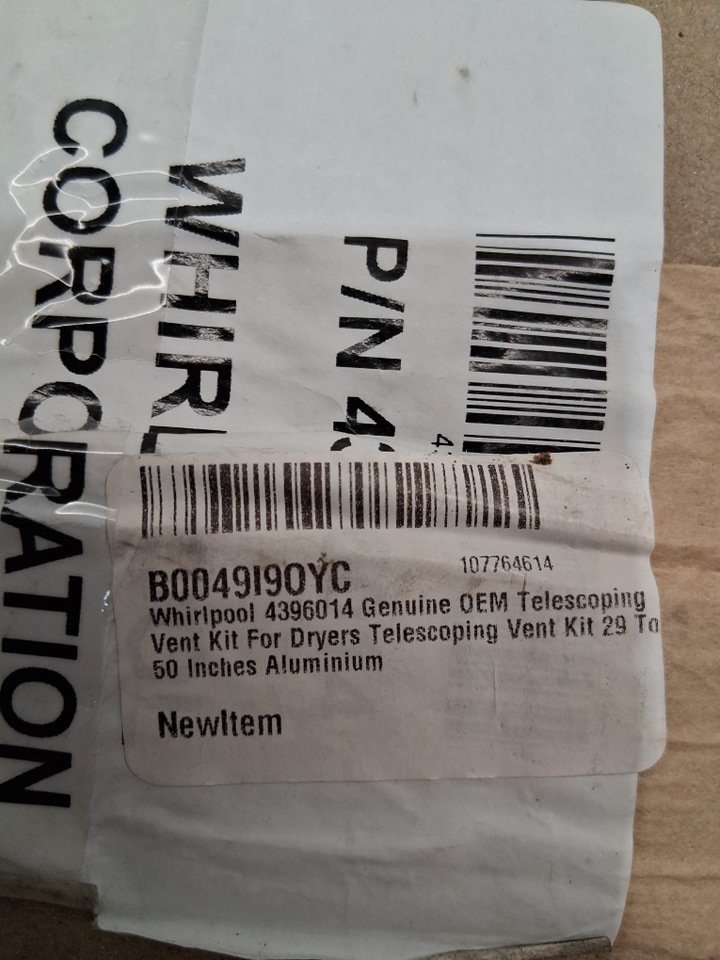 WHIRL
CORPORATION
P/N 43
B0049I9OYC
107764614
Whirlpool 4396014 Genuine OEM Telescoping
Vent Kit For Dryers Telescoping Vent Kit 29 To
50 Inches Aluminium
NewItem